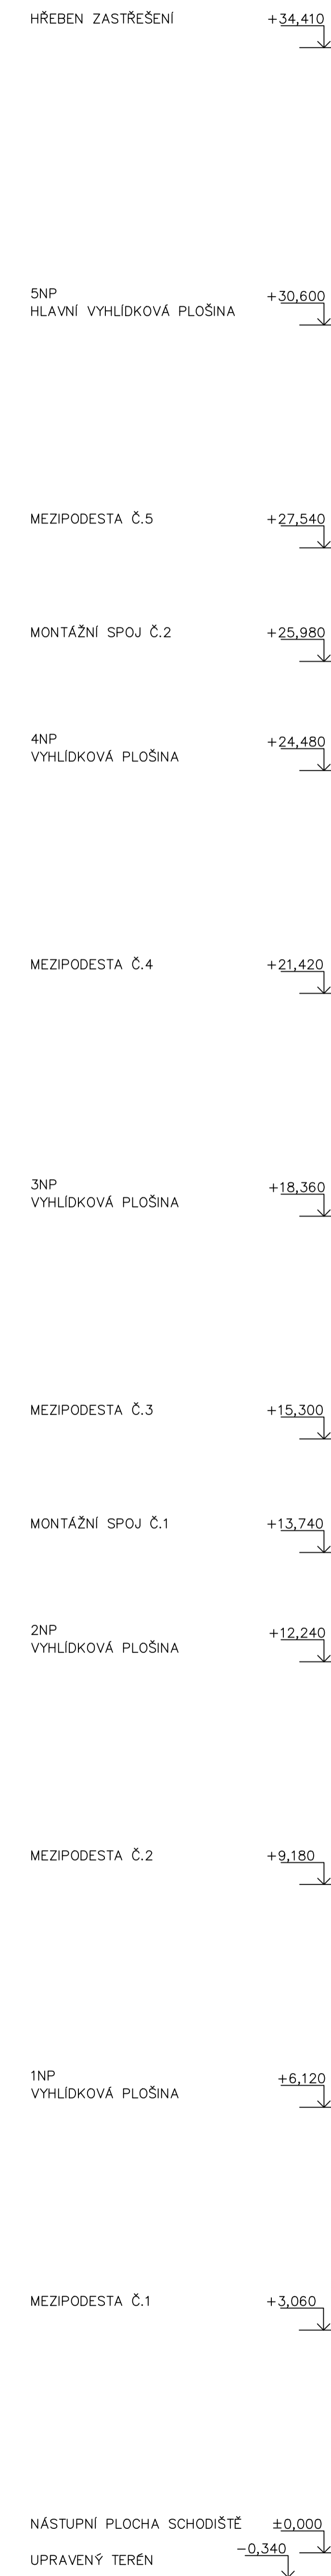 HŘEBEN ZASTŘEŠENÍ +34,410
5NP
HLAVNÍ VYHLÍDKOVÁ PLOŠINA +30,600
MEZIPODESTA Č.5 +27,540
MONTÁŽNÍ SPOJ Č.2 +25,980
4NP
VYHLÍDKOVÁ PLOŠINA +24,480
MEZIPODESTA Č.4 +21,420
3NP
VYHLÍDKOVÁ PLOŠINA +18,360
MEZIPODESTA Č.3 +15,300
MONTÁŽNÍ SPOJ Č.1 +13,740
2NP
VYHLÍDKOVÁ PLOŠINA +12,240
MEZIPODESTA Č.2 +9,180
1NP
VYHLÍDKOVÁ PLOŠINA +6,120
MEZIPODESTA Č.1 +3,060
NÁSTUPNÍ PLOCHA SCHODIŠTĚ ±0,000
UPRAVENÝ TERÉN -0,340